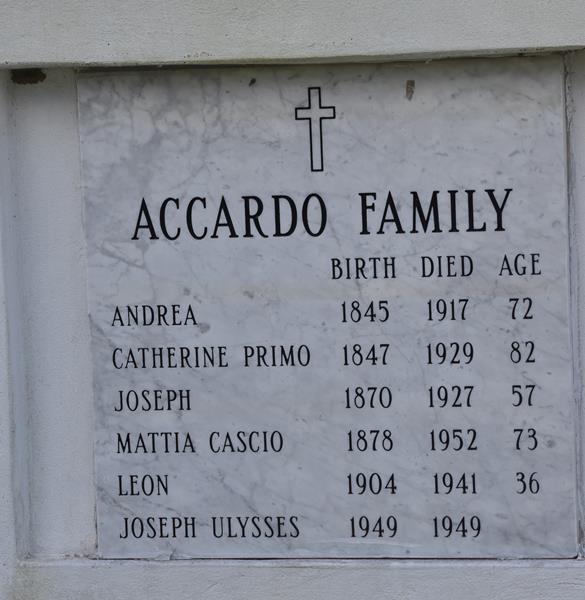 ACCARDO FAMILY
BIRTH DIED AGE
ANDREA 1845 1917 72
CATHERINE PRIMO 1847 1929 82
JOSEPH 1870 1927 57
MATTIA CASCIO 1878 1952 73
LEON 1904 1941 36
JOSEPH ULYSSES 1949 1949